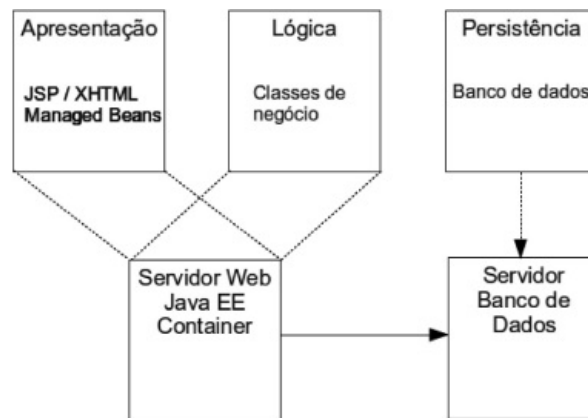 Apresentação
JSP / XHTML
Managed Beans
Lógica
Classes de
negócio
Persistência
Banco de dados
Servidor Web
Java EE
Container
Servidor
Banco de
Dados